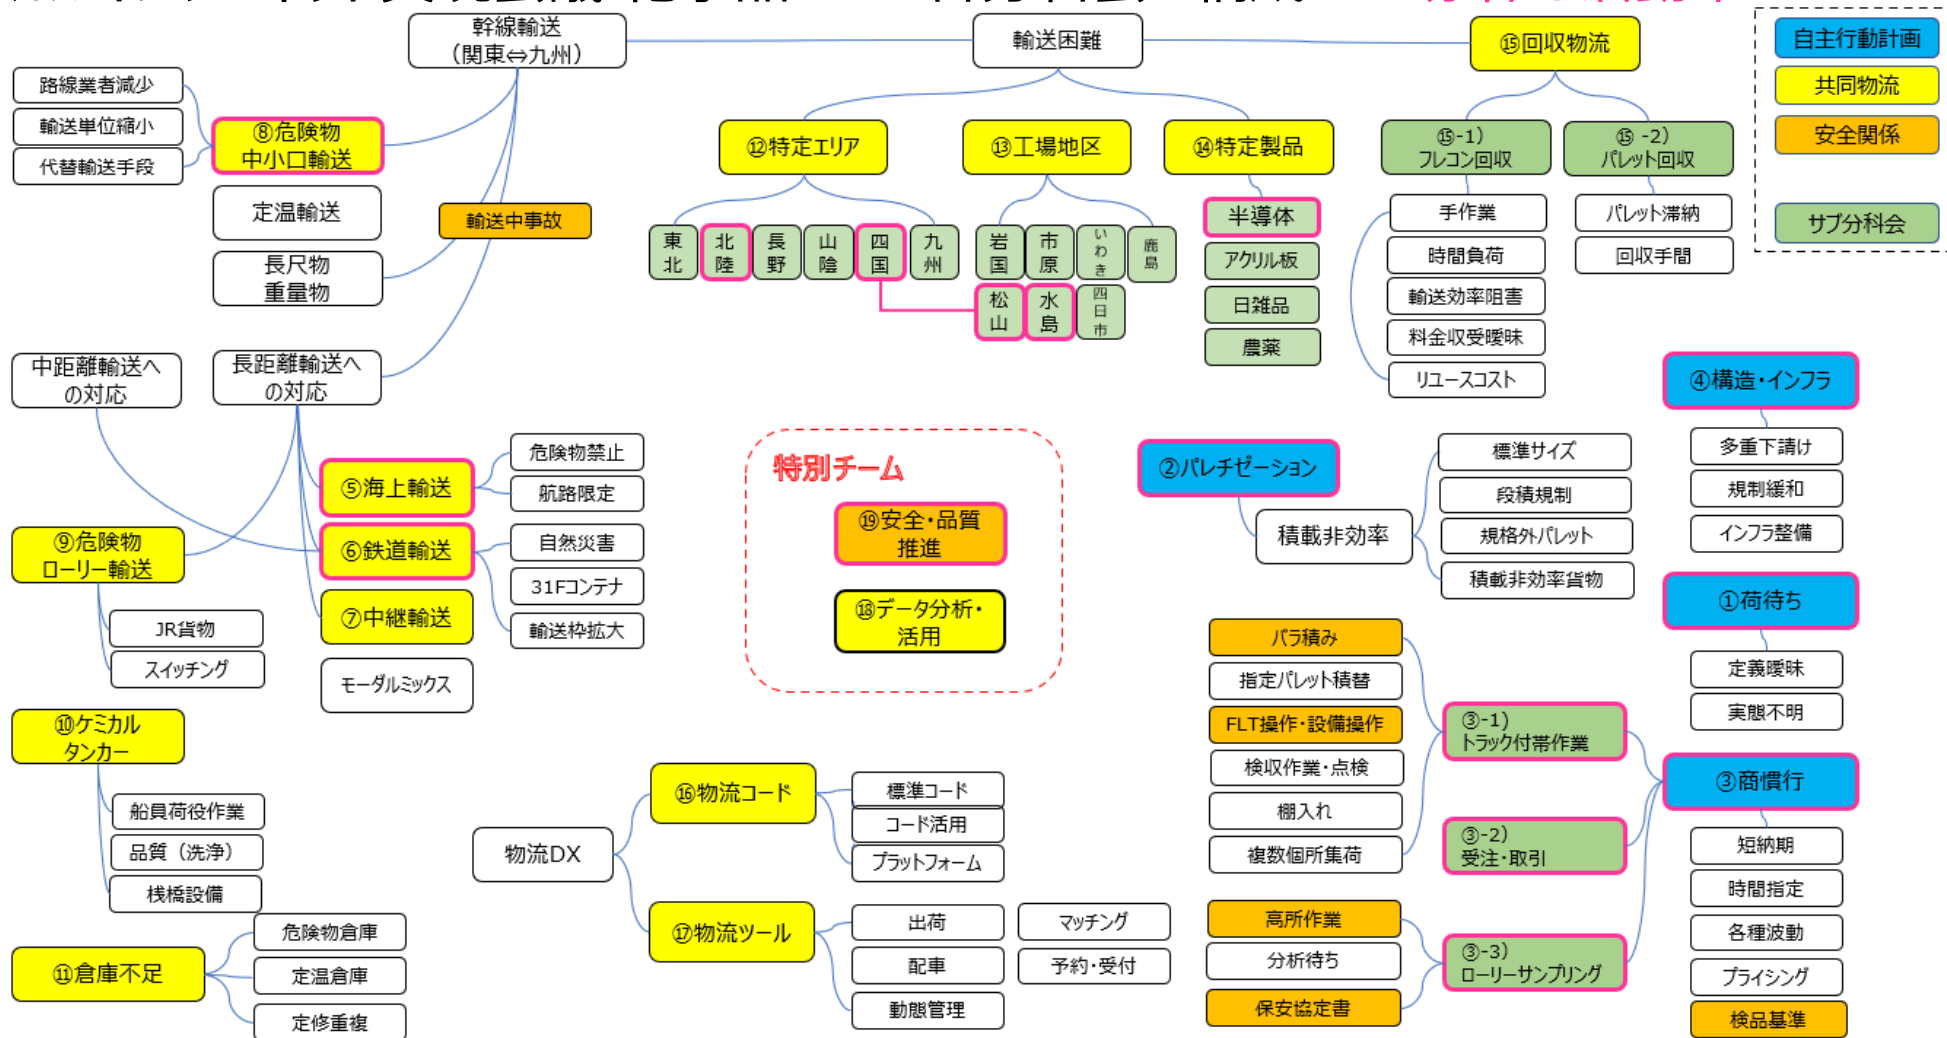 幹線輸送
（関東⇔九州）
輸送困難
⑮回収物流
自主行動計画
共同物流
安全関係
サブ分科会
路線業者減少
輸送単位縮小
代替輸送手段
⑧危険物
中小口輸送
定温輸送
長尺物
重量物
輸送中事故
⑫特定エリア
⑬工場地区
⑭特定製品
⑮-1）
フレコン回収
⑮-2）
パレット回収
東北
北陸
長野
山陰
四国
九州
岩国
市原
いわき
鹿島
松山
水島
四日市
半導体
アクリル板
日雑品
農薬
手作業
時間負荷
輸送効率阻害
料金収受曖昧
リユースコスト
パレット滞納
回収手間
中距離輸送へ
の対応
長距離輸送へ
の対応
⑤海上輸送
危険物禁止
航路限定
⑥鉄道輸送
自然災害
31Fコンテナ
輸送枠拡大
⑦中継輸送
モーダルミックス
⑨危険物
ローリー輸送
JR貨物
スイッチング
⑩ケミカル
タンカー
船員荷役作業
品質（洗浄）
桟橋設備
⑪倉庫不足
危険物倉庫
定温倉庫
定修重複
特別チーム
⑲安全・品質
推進
⑱データ分析・
活用
物流DX
⑯物流コード
標準コード
コード活用
プラットフォーム
⑰物流ツール
出荷
配車
動態管理
マッチング
予約・受付
②パレチゼーション
積載非効率
標準サイズ
段積規制
規格外パレット
積載非効率貨物
④構造・インフラ
多重下請け
規制緩和
インフラ整備
①荷待ち
定義曖昧
実態不明
③商慣行
短納期
時間指定
各種波動
プライシング
検品基準
③-1）
トラック付帯作業
バラ積み
指定パレット積替
FLT操作・設備操作
検収作業・点検
棚入れ
複数個所集荷
③-2）
受注・取引
③-3）
ローリーサンプリング
高所作業
分析待ち
保安協定書